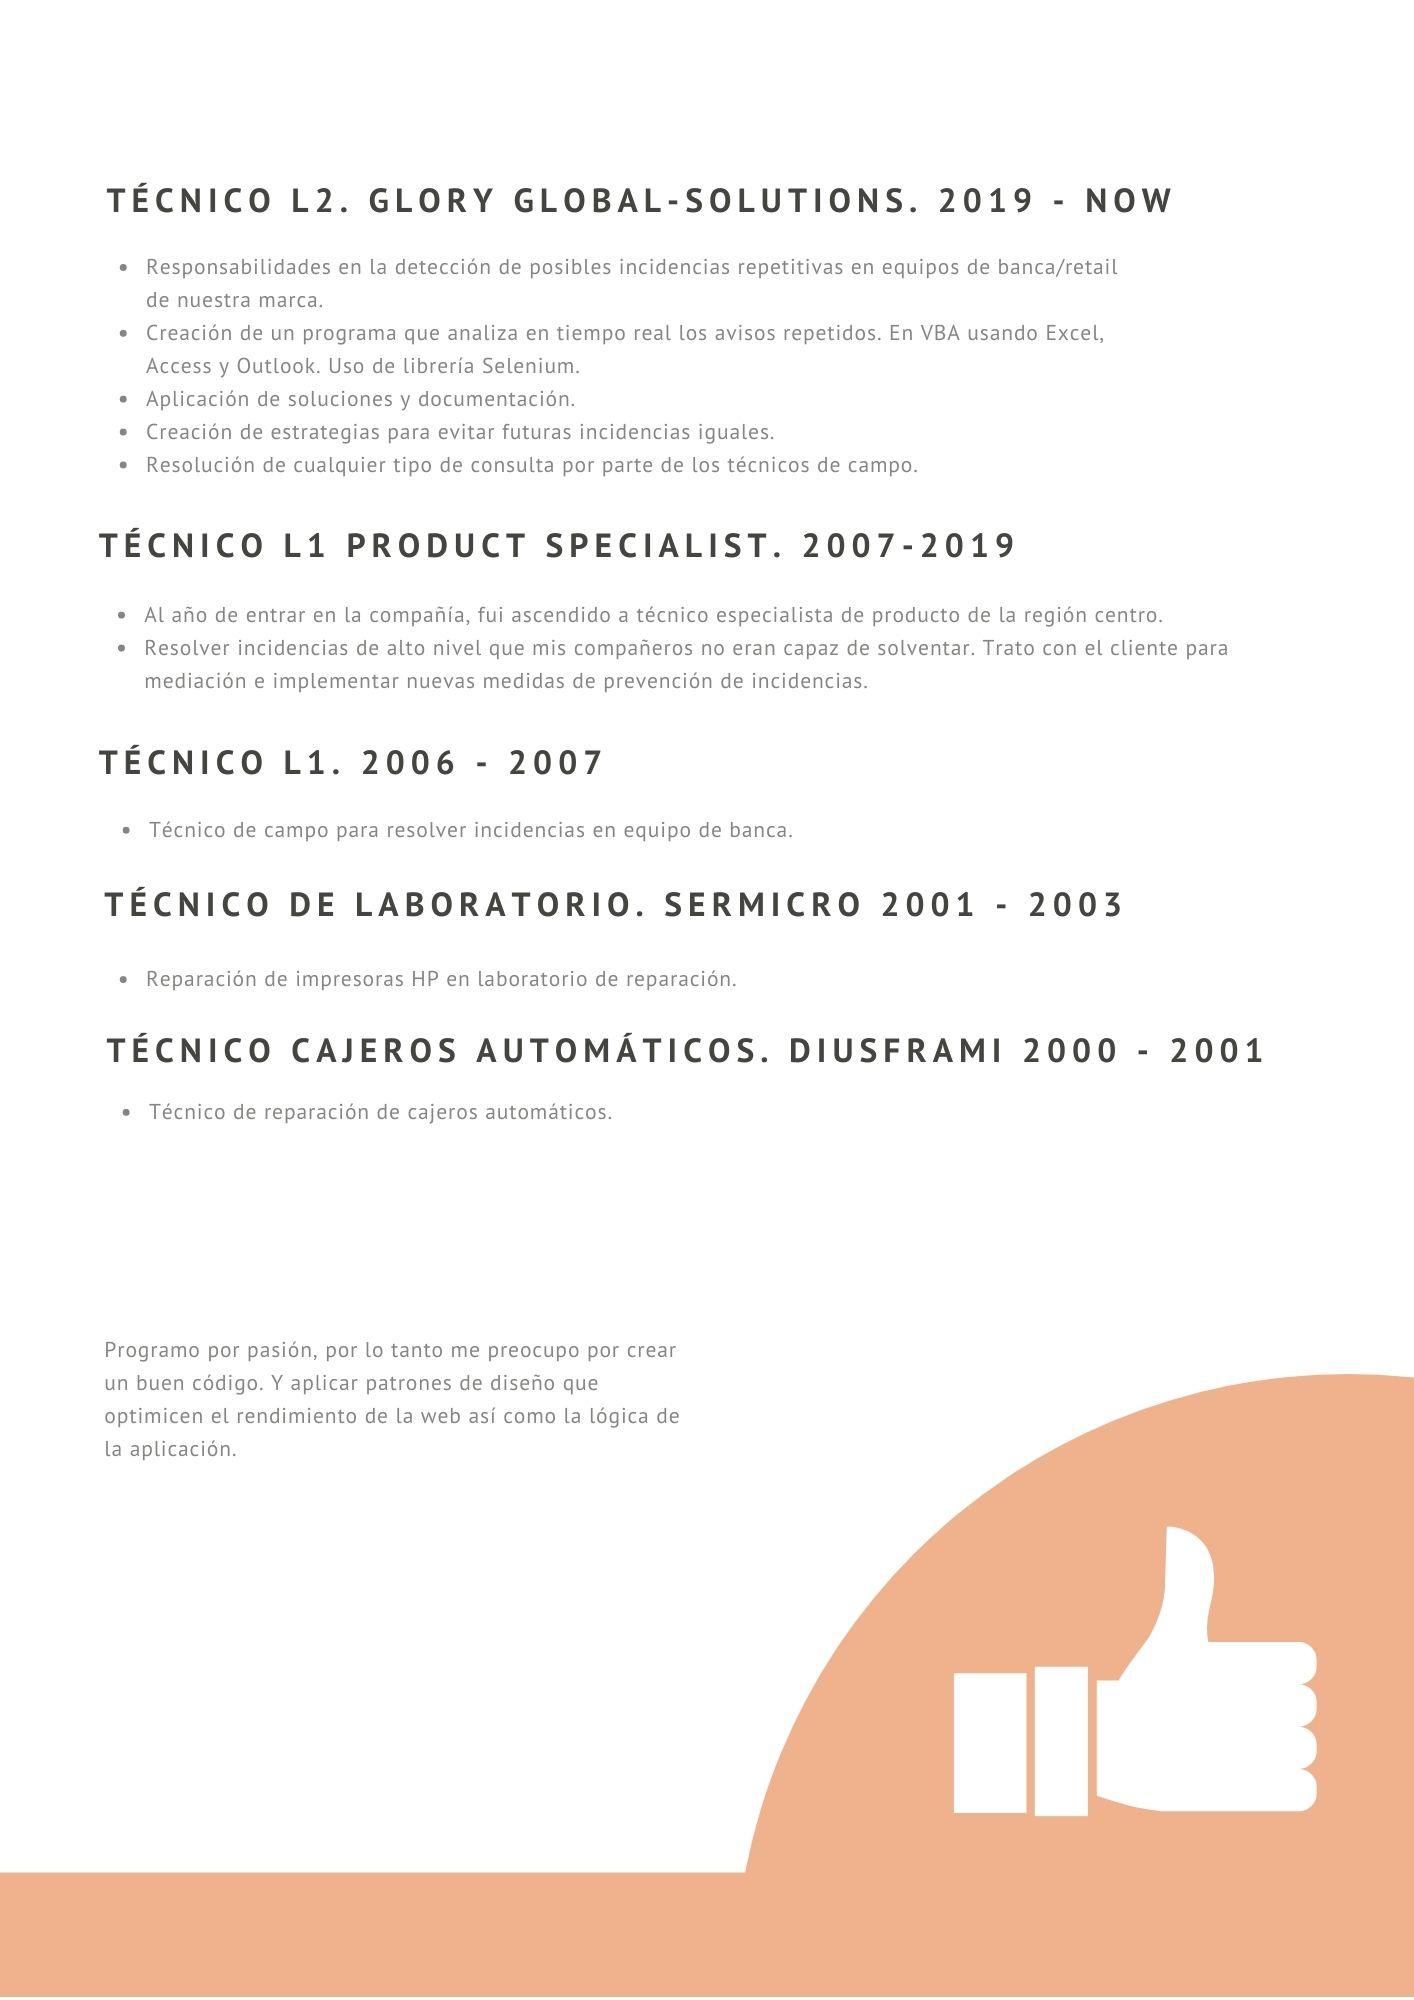 TÉCNICO L2. GLORY GLOBAL-SOLUTIONS. 2019 - NOW
• Responsabilidades en la detección de posibles incidencias repetitivas en equipos de banca/retail
de nuestra marca.
• Creación de un programa que analiza en tiempo real los avisos repetidos. En VBA usando Excel,
Access y Outlook. Uso de librería Selenium.
• Aplicación de soluciones y documentación.
• Creación de estrategias para evitar futuras incidencias iguales.
• Resolución de cualquier tipo de consulta por parte de los técnicos de campo.
TÉCNICO L1 PRODUCT SPECIALIST. 2007-2019
• Al año de entrar en la compañía, fui ascendido a técnico especialista de producto de la región centro.
• Resolver incidencias de alto nivel que mis compañeros no eran capaz de solventar. Trato con el cliente para
mediación e implementar nuevas medidas de prevención de incidencias.
TÉCNICO L1. 2006 - 2007
• Técnico de campo para resolver incidencias en equipo de banca.
TÉCNICO DE LABORATORIO. SERMICRO 2001 - 2003
• Reparación de impresoras HP en laboratorio de reparación.
TÉCNICO CAJEROS AUTOMÁTICOS. DIUSFRAMI 2000 - 2001
• Técnico de reparación de cajeros automáticos.
Programo por pasión, por lo tanto me preocupo por crear
un buen código. Y aplicar patrones de diseño que
optimicen el rendimiento de la web así como la lógica de
la aplicación.